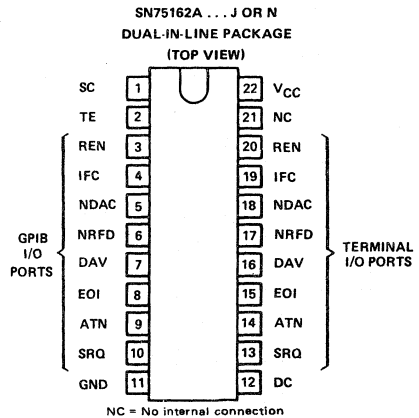 SN75162A . . . J OR N
DUAL-IN-LINE PACKAGE
(TOP VIEW)
SC 1 22 VCC
TE 2 21 NC
REN 3 20 REN
IFC 4 19 IFC
NDAC 5 18 NDAC
NRFD 6 17 NRFD
DAV 7 16 DAV
EOI 8 15 EOI
ATN 9 14 ATN
SRQ 10 13 SRQ
GND 11 12 DC
GPIB
I/O
PORTS
TERMINAL
I/O PORTS
NC = No internal connection